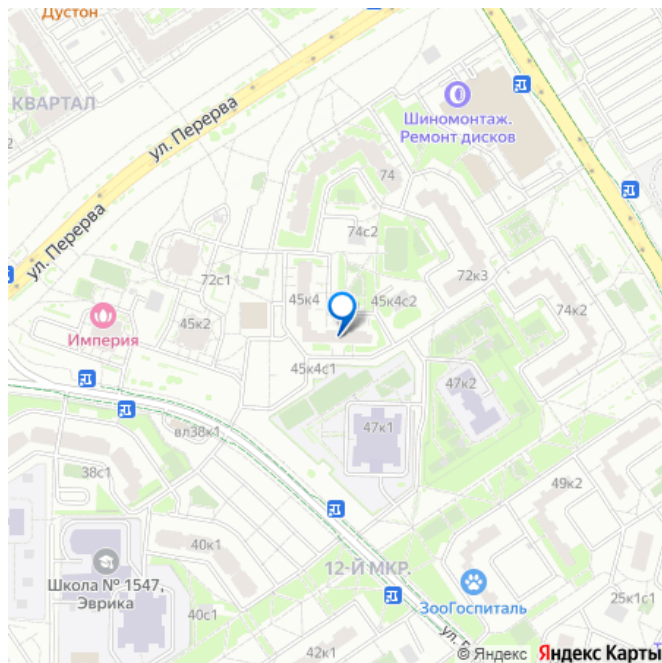 Дустон
КВАРТАЛ
2
ул. Перерва
Шиномонтаж.
Ремонт дисков
74
74с2
ул. Перерва
72с1
72к3
45к4
45к4с2
74к2
45к2
Империя
45к4с1
47к2
47к1
вл38к1
38с1
49к2
40к1
12-Й МКР.
Школа № 1547,
Эврика
ЗооГоспиталь
25к1с1
40с1
42к1
© Яндекс Яндекс Карты